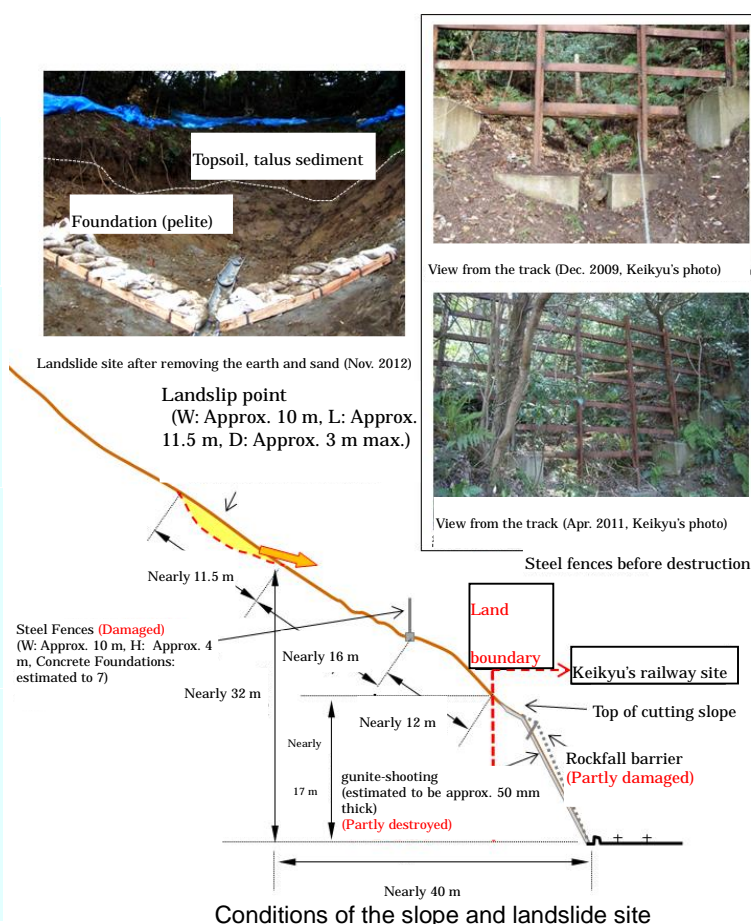 Topsoil, talus sediment
Foundation (pelite)
Landslide site after removing the earth and sand (Nov. 2012)
View from the track (Dec. 2009, Keikyu's photo)
View from the track (Apr. 2011, Keikyu's photo)
Steel fences before destruction
Landslip point
(W: Approx. 10 m, L: Approx.
11.5 m, D: Approx. 3 m max.)
Nearly 11.5 m
Steel Fences (Damaged)
(W: Approx. 10 m, H: Approx. 4
m, Concrete Foundations:
estimated to 7)
Nearly 16 m
Nearly 32 m
Nearly 12 m
Land
boundary
Keikyu's railway site
Top of cutting slope
Rockfall barrier
(Partly damaged)
Nearly
17 m
gunite-shooting
(estimated to be approx. 50 mm
thick)
(Partly destroyed)
Nearly 40 m
Conditions of the slope and landslide site